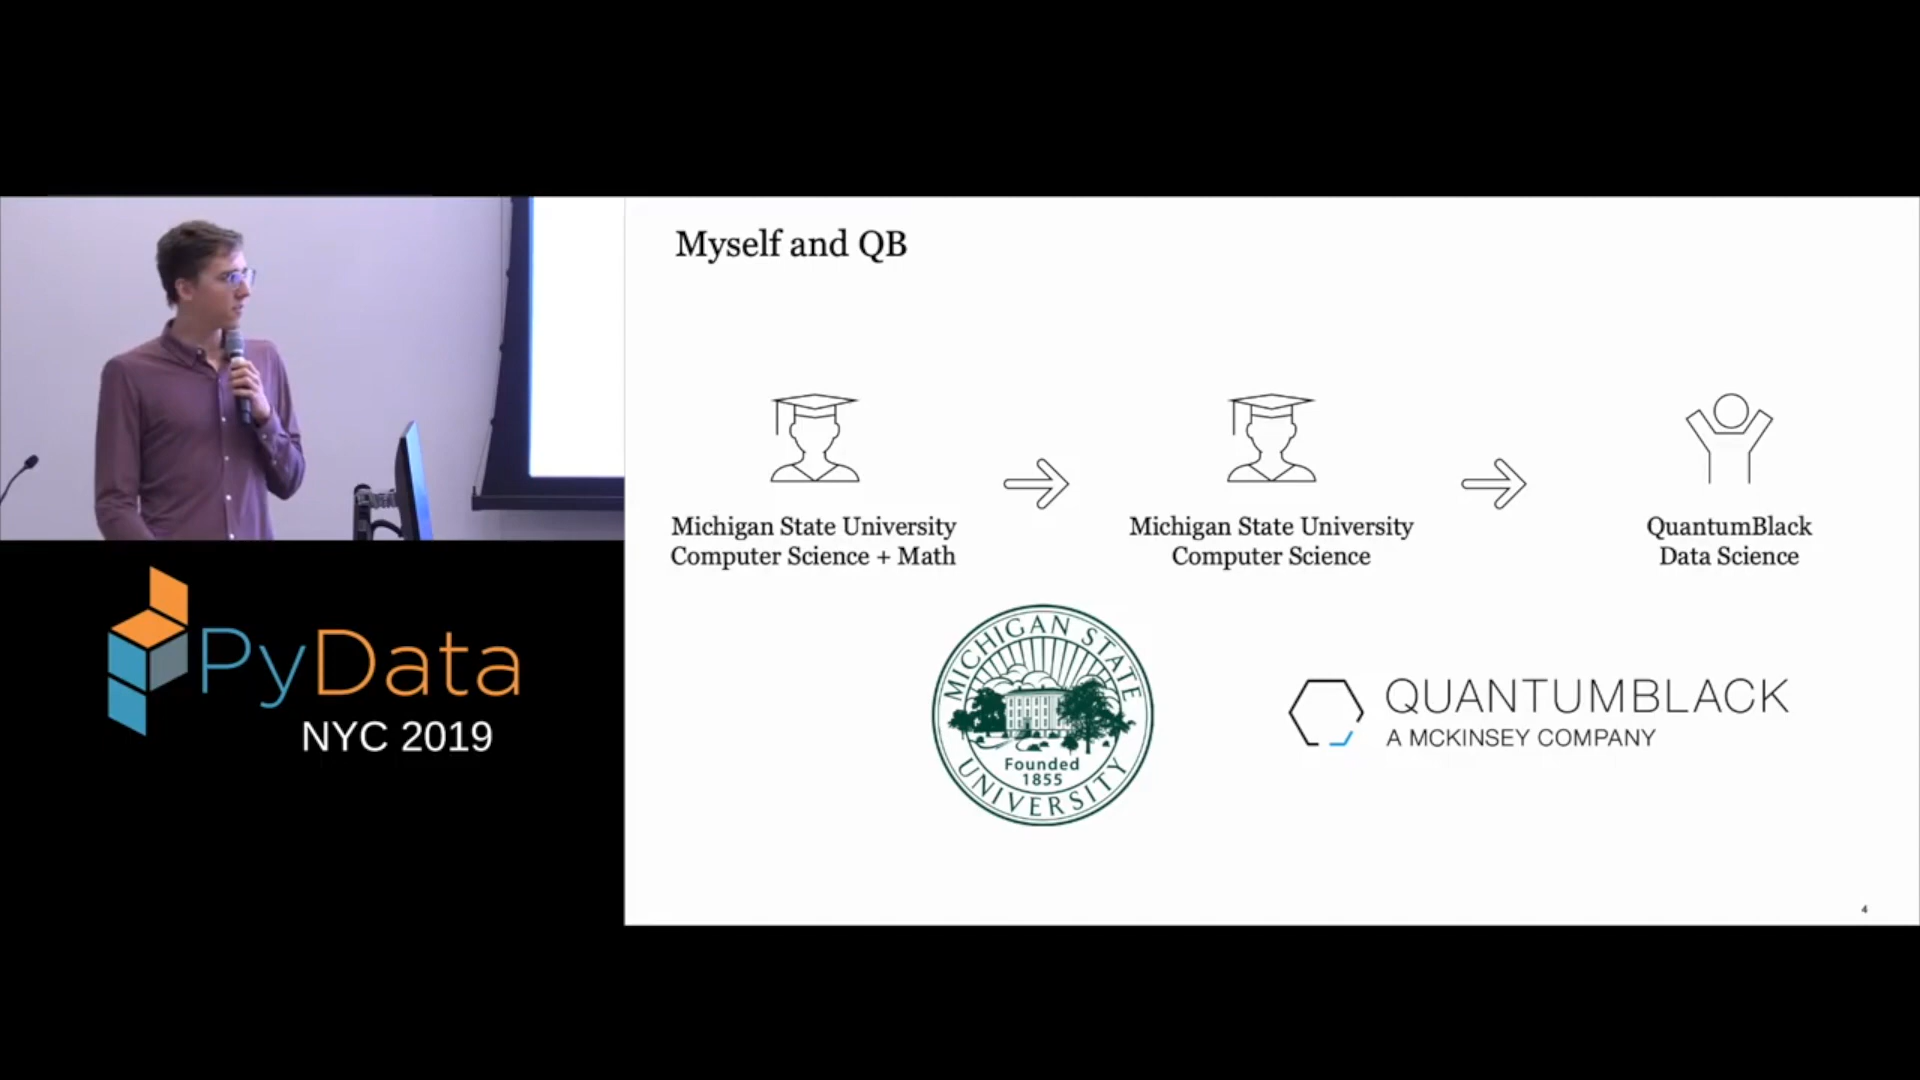 Myself and QB
Michigan State University
Computer Science + Math
Michigan State University
Computer Science
QuantumBlack
Data Science
MICHIGAN STATE
UNIVERSITY
Founded
1855
QUANTUMBLACK
A MCKINSEY COMPANY
4
PyData
NYC 2019